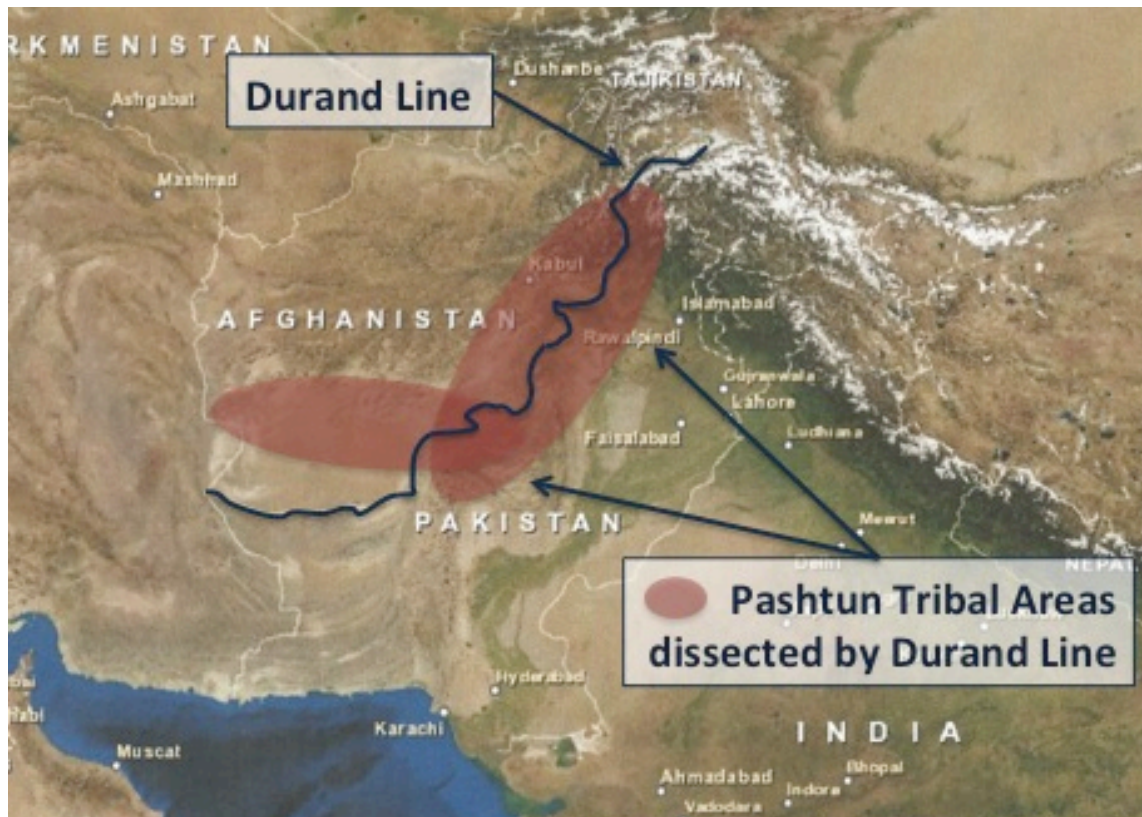 RKMENISTAN
Dushanbe
TAJIKISTAN
Durand Line
Ashgabat
Mashhad
Kabul
AFGHANISTAN
Islamabad
Rawalpindi
Gujranwala
Lahore
Faisalabad
Ludhiana
PAKISTAN
Meerut
Delhi
NEPAL
Pashtun Tribal Areas
dissected by Durand Line
Hyderabad
Karachi
INDIA
Muscat
Bhopal
Ahmadabad
Indore
Vadodara